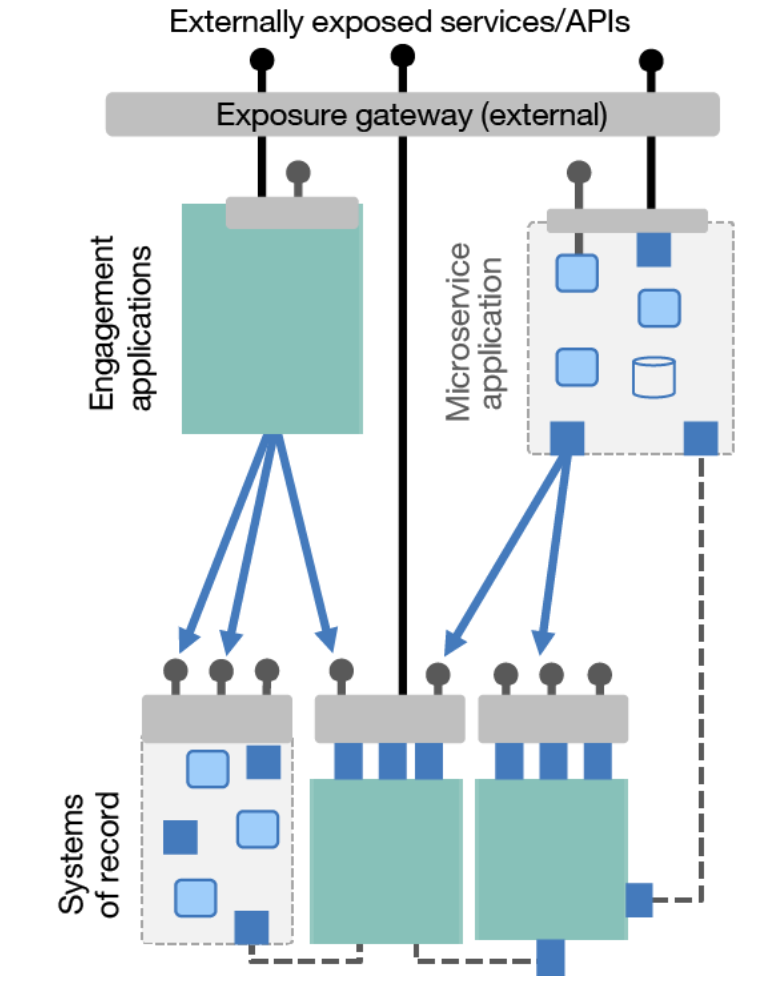 Externally exposed services/APIs
Exposure gateway (external)
Engagement
applications
Microservice
application
Systems
of record